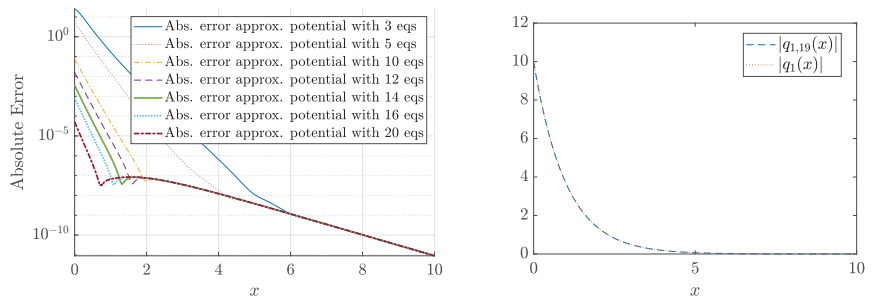 Absolute Error
10^0
10^{-5}
10^{-10}
Abs. error approx. potential with 3 eqs
Abs. error approx. potential with 5 eqs
Abs. error approx. potential with 10 eqs
Abs. error approx. potential with 12 eqs
Abs. error approx. potential with 14 eqs
Abs. error approx. potential with 16 eqs
Abs. error approx. potential with 20 eqs
0 2 4 6 8 10
x
12
10
8
6
4
2
0
|q_{1,19}(x)|
|q_1(x)|
0 5 10
x